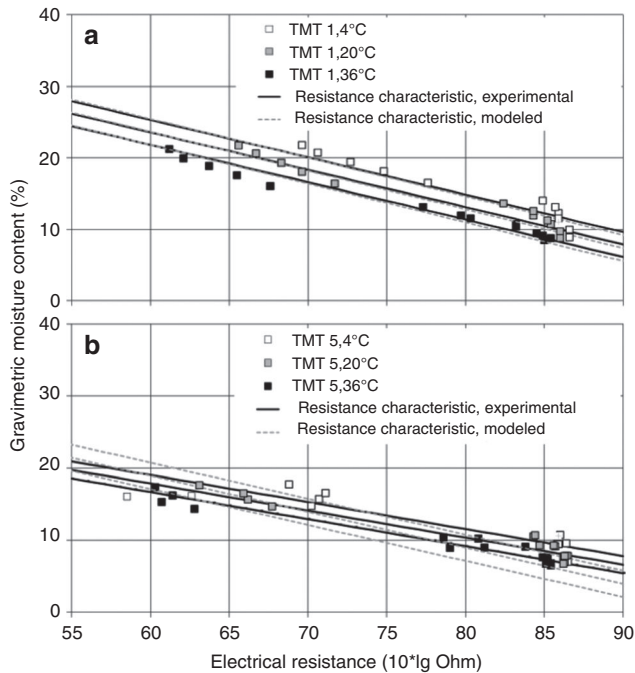 a
TMT 1,4°C
TMT 1,20°C
TMT 1,36°C
Resistance characteristic, experimental
Resistance characteristic, modeled
40
30
20
10
0
b
TMT 5,4°C
TMT 5,20°C
TMT 5,36°C
Resistance characteristic, experimental
Resistance characteristic, modeled
40
30
20
10
0
Gravimetric moisture content (%)
55 60 65 70 75 80 85 90
Electrical resistance (10*lg Ohm)